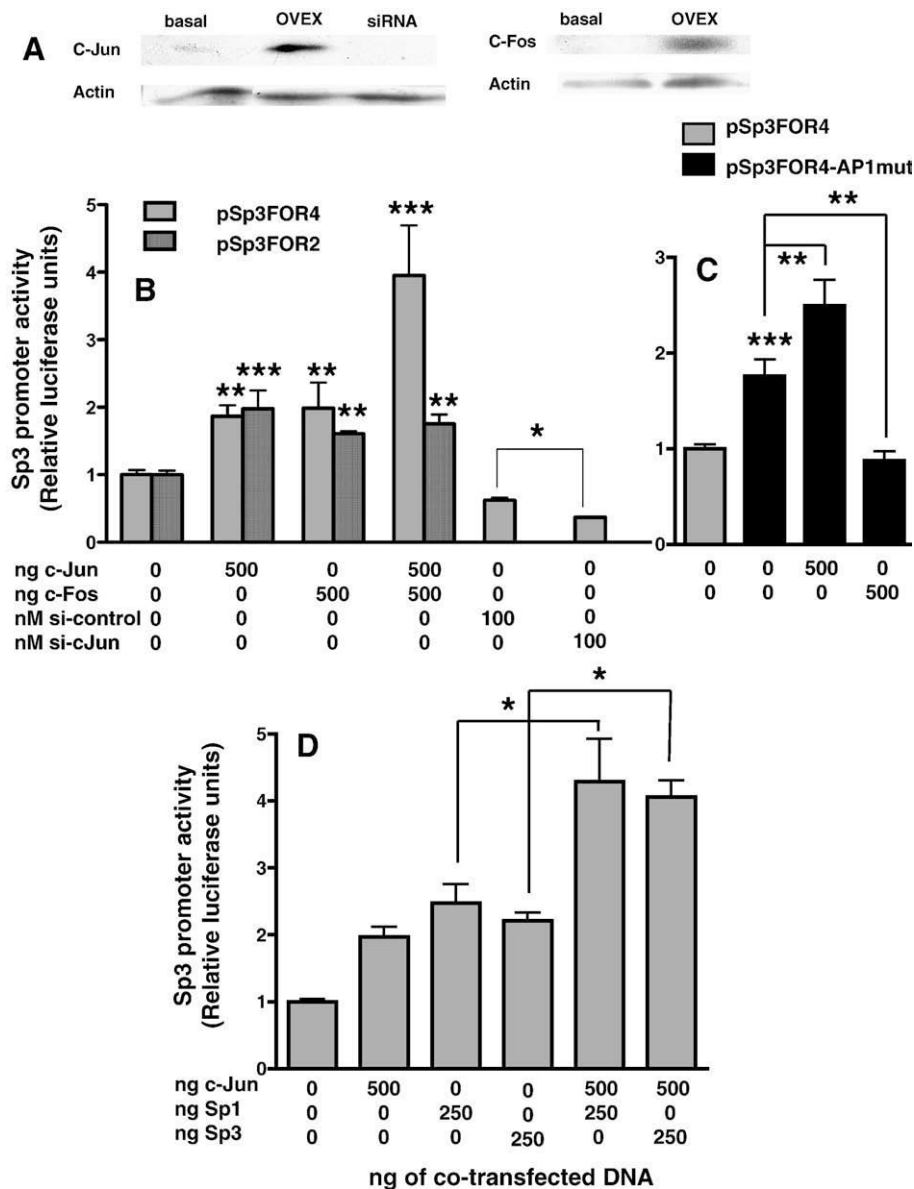 A
basal OVEX siRNA
C-Jun
Actin
basal OVEX
C-Fos
Actin
pSp3FOR4
pSp3FOR4-AP1mut
B
Sp3 promoter activity
(Relative luciferase units)
5
4
3
2
1
0
pSp3FOR4
pSp3FOR2
** *** ** ** *** ** *
ng c-Jun 0 500 0 500 0 0
ng c-Fos 0 0 500 500 0 0
nM si-control 0 0 0 0 100 0
nM si-cJun 0 0 0 0 0 100
C
3
2
1
0
**
**
***
0 0 500 0
0 0 0 500
D
Sp3 promoter activity
(Relative luciferase units)
5
4
3
2
1
0
*
*
ng c-Jun 0 500 0 0 500 500
ng Sp1 0 0 250 0 250 0
ng Sp3 0 0 0 250 0 250
ng of co-transfected DNA